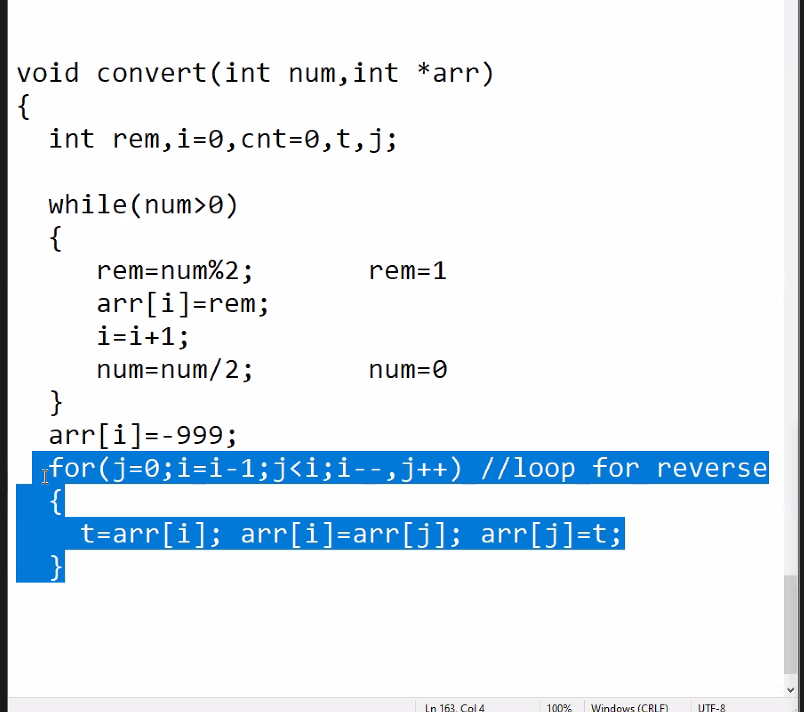 void convert(int num,int *arr)
{
int rem,i=0,cnt=0,t,j;
while(num>0)
{
rem=num%2; rem=1
arr[i]=rem;
i=i+1;
num=num/2; num=0
}
arr[i]=-999;
for(j=0;i=i-1;j<i;i--,j++) //loop for reverse
{
t=arr[i]; arr[i]=arr[j]; arr[j]=t;
}
Ln 163, Col 4 100% Windows (CRLF) UTF-8